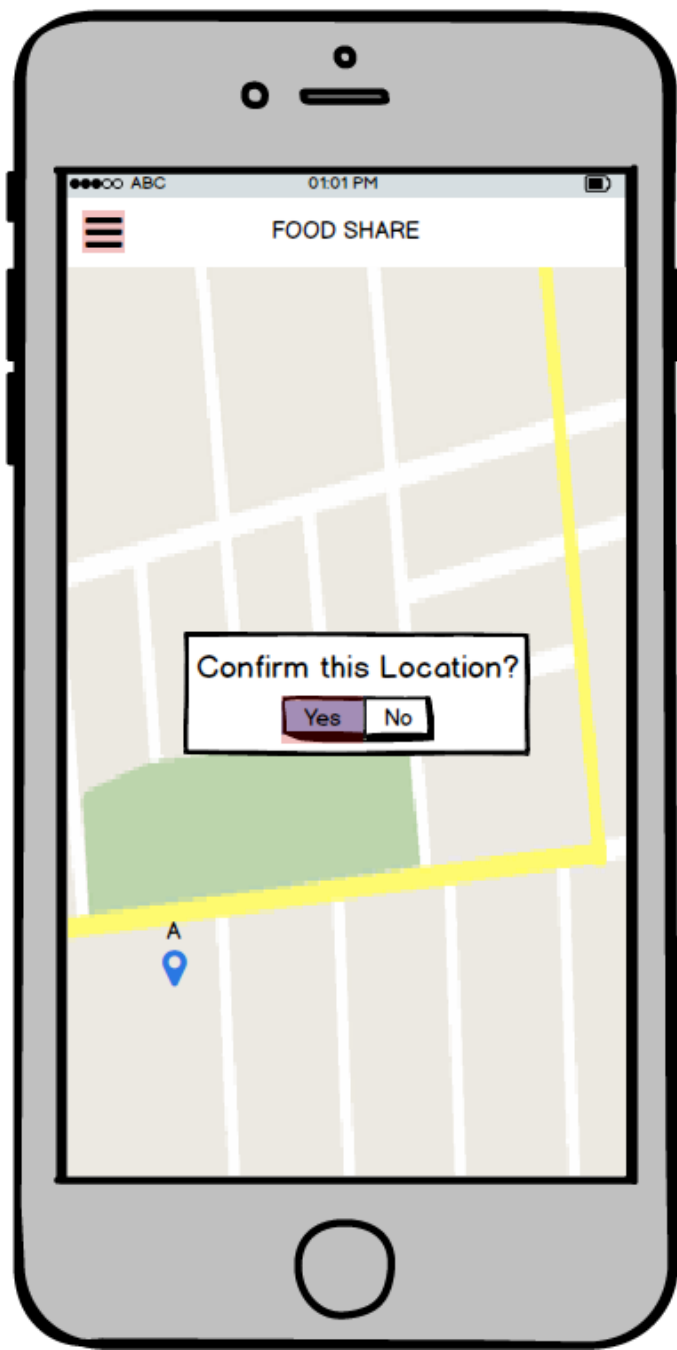 ABC 01:01 PM
FOOD SHARE
Confirm this Location?
Yes No
A